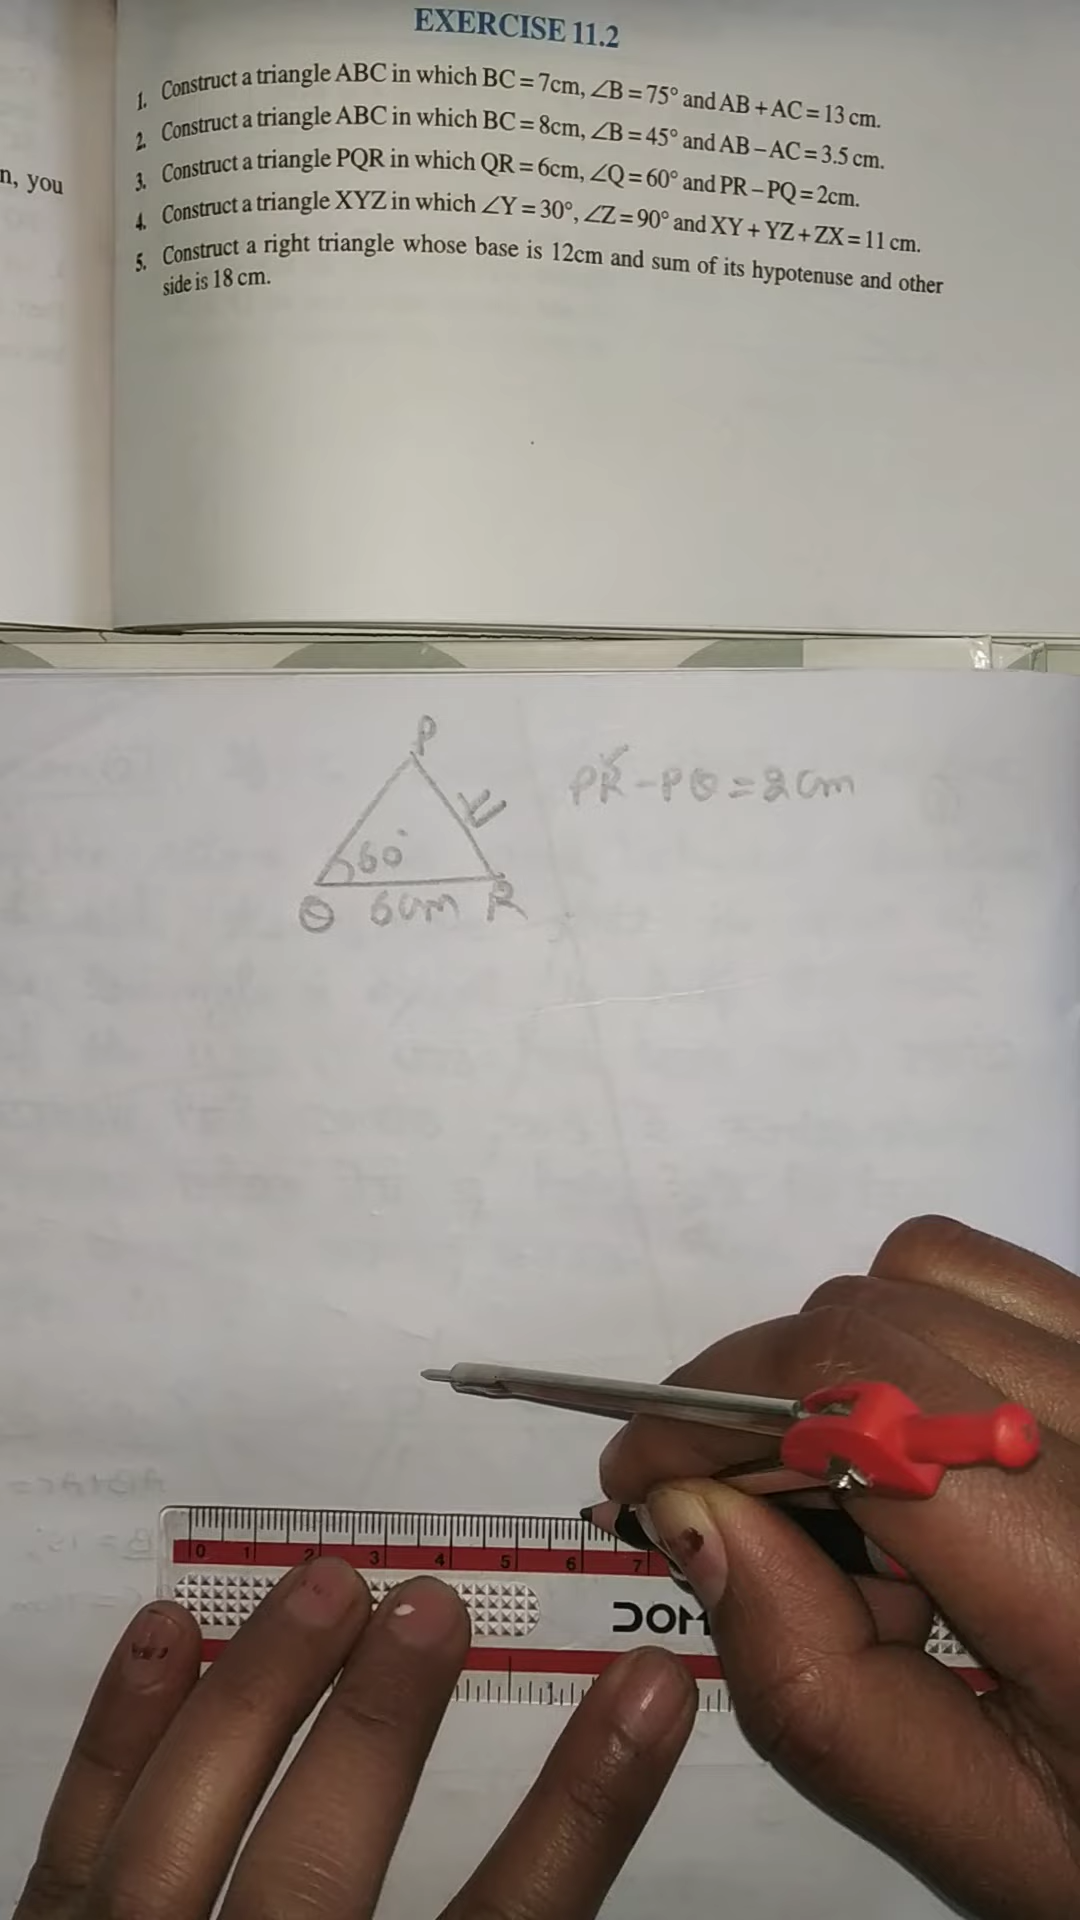 EXERCISE 11.2
1. Construct a triangle ABC in which BC = 7cm, ∠B = 75° and AB + AC = 13 cm.
2. Construct a triangle ABC in which BC = 8cm, ∠B = 45° and AB – AC = 3.5 cm.
3. Construct a triangle PQR in which QR = 6cm, ∠Q = 60° and PR – PQ = 2cm.
4. Construct a triangle XYZ in which ∠Y = 30°, ∠Z = 90° and XY + YZ + ZX = 11 cm.
5. Construct a right triangle whose base is 12cm and sum of its hypotenuse and other
side is 18 cm.
n, you
P
PR - PQ = 2cm
60°
Q 6cm R
0 1 2 3 4 5 6 7
DOM